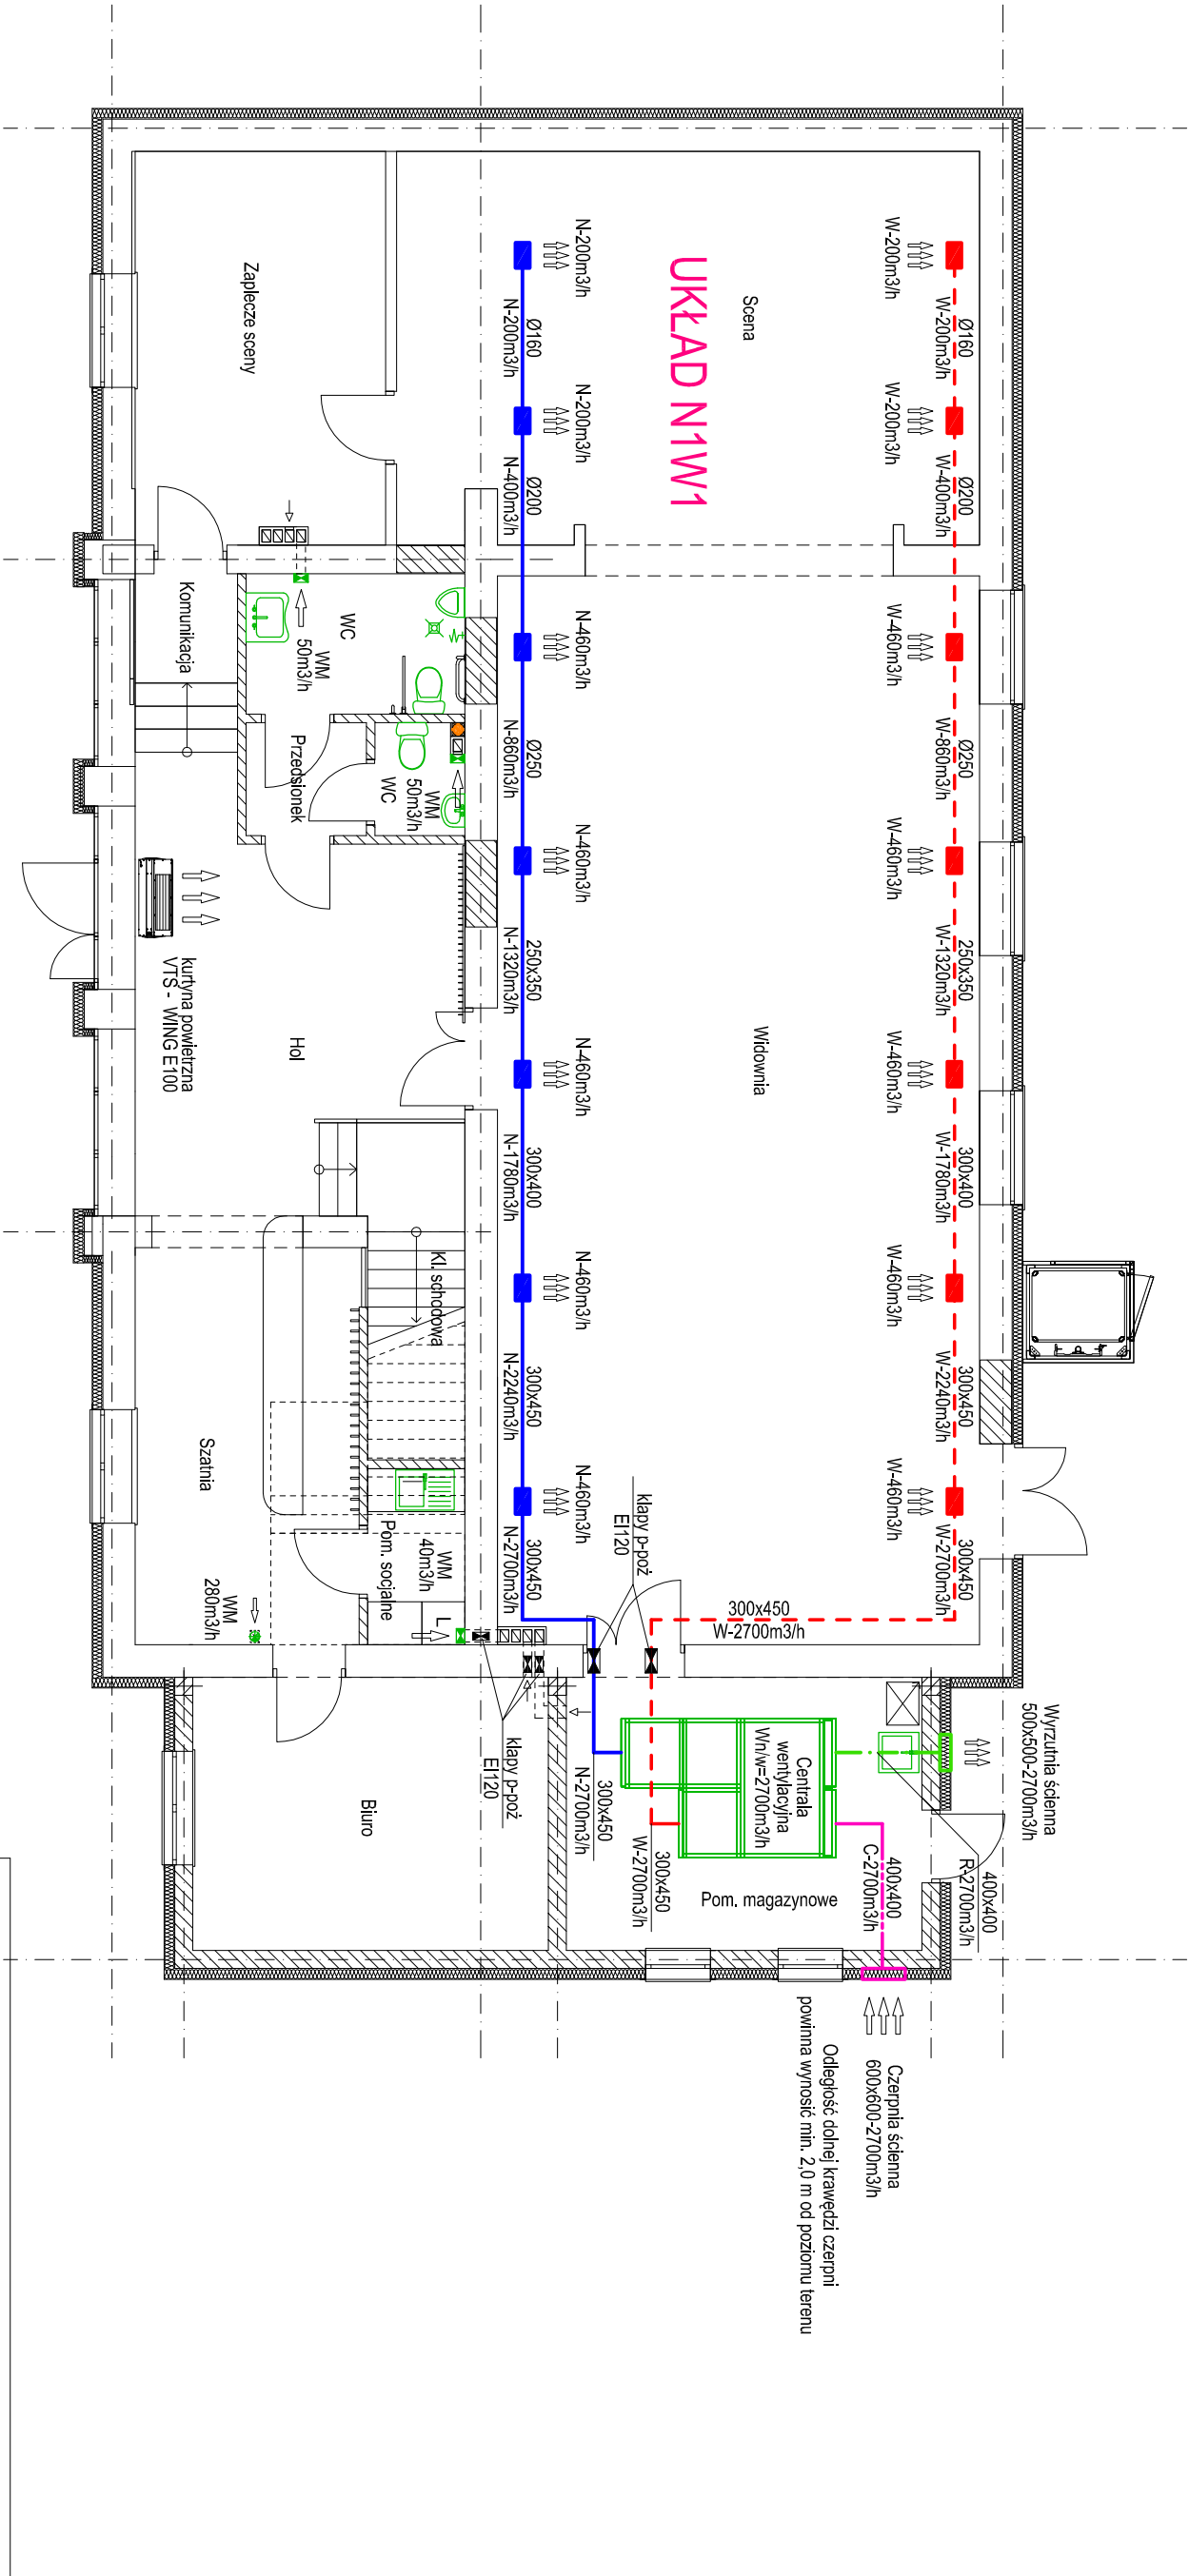 Wyrzutnia ścienna
500x500-2700m3/h
400x400
R-2700m3/h
Czerpnia ścienna
600x600-2700m3/h
Odległość dolnej krawędzi czerpni
powinna wynosić min. 2,0 m od poziomu terenu
W-200m3/h
Ø160
W-200m3/h
W-200m3/h
Ø200
W-400m3/h
W-460m3/h
Ø250
W-860m3/h
W-460m3/h
250x350
W-1320m3/h
W-460m3/h
300x400
W-1780m3/h
W-460m3/h
300x450
W-2240m3/h
W-460m3/h
300x450
W-2700m3/h
300x450
W-2700m3/h
400x400
C-2700m3/h
Centrala
wentylacyjna
Wn/w=2700m3/h
Pom. magazynowe
Scena
UKŁAD N1W1
Widownia
klapy p-poż
EI120
300x450
W-2700m3/h
300x450
N-2700m3/h
N-200m3/h
Ø160
N-200m3/h
N-200m3/h
Ø200
N-400m3/h
N-460m3/h
Ø250
N-860m3/h
N-460m3/h
250x350
N-1320m3/h
N-460m3/h
300x400
N-1780m3/h
N-460m3/h
300x450
N-2240m3/h
N-460m3/h
300x450
N-2700m3/h
klapy p-poż
EI120
Zaplecze sceny
WC
WM
50m3/h
WM
50m3/h
WC
Przedsionek
Komunikacja
Hol
kurtyna powietrzna
VTS - WING E100
Kl. schodowa
WM
40m3/h
L
Pom. socjalne
Szatnia
WM
280m3/h
Biuro